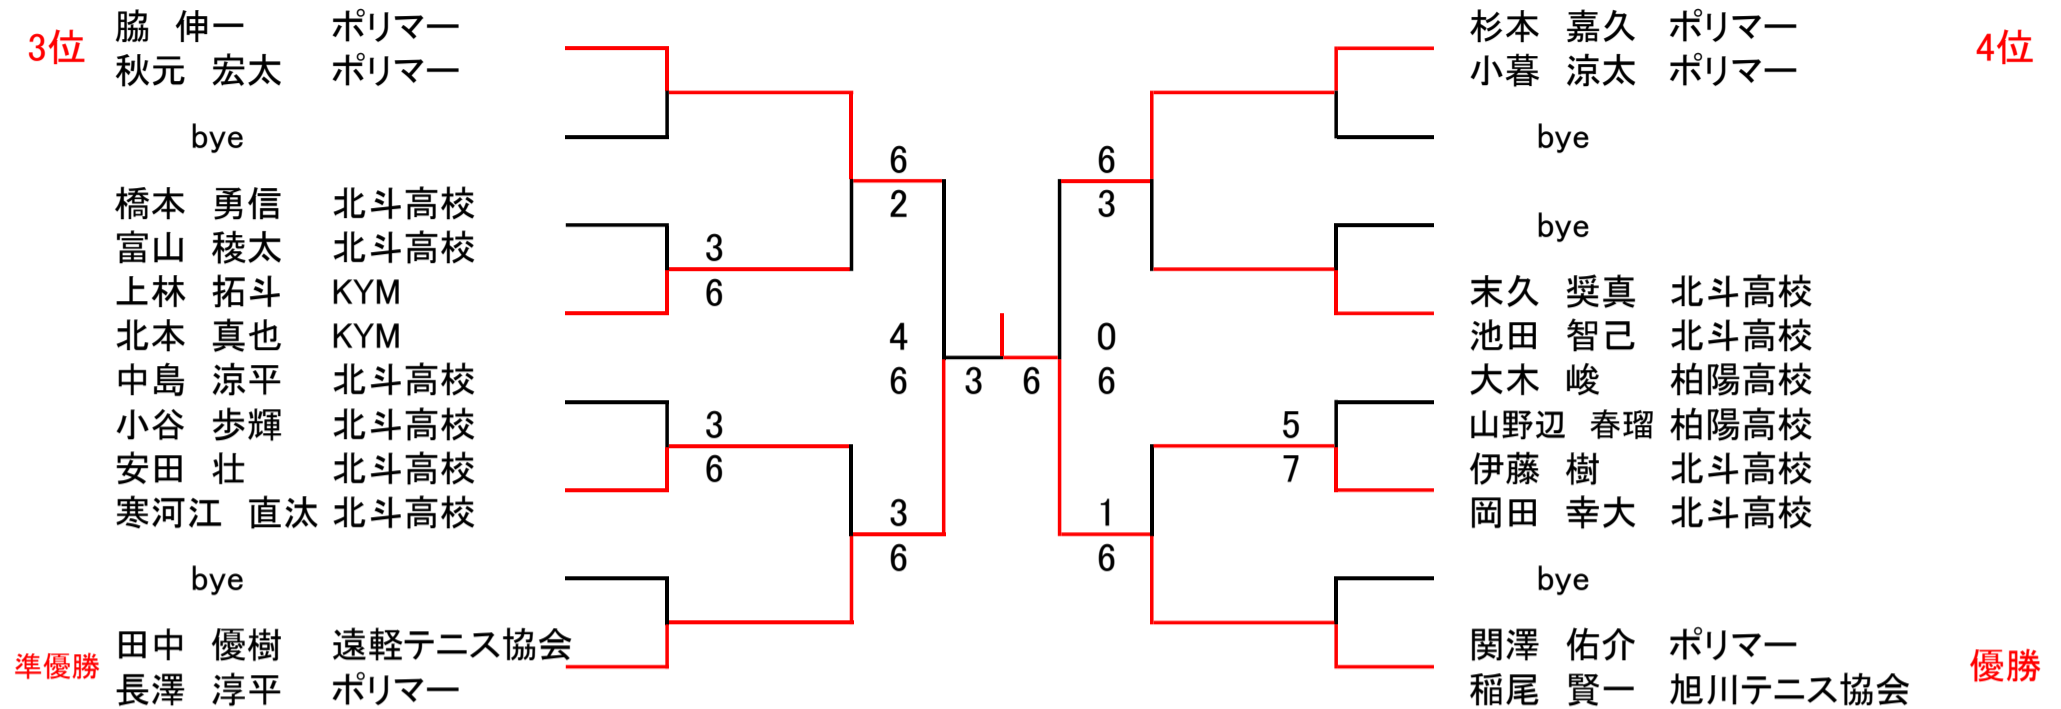 3位
脇 伸一 ポリマー
秋元 宏太 ポリマー
bye
橋本 勇信 北斗高校
富山 稜太 北斗高校
上林 拓斗 KYM
北本 真也 KYM
中島 涼平 北斗高校
小谷 歩輝 北斗高校
安田 壮 北斗高校
寒河江 直汰 北斗高校
bye
準優勝
田中 優樹 遠軽テニス協会
長澤 淳平 ポリマー
3
6
3
6
6
2
4
6
3
6
3 6
6
3
0
6
1
6
5
7
杉本 嘉久 ポリマー
小暮 涼太 ポリマー
4位
bye
bye
末久 奨真 北斗高校
池田 智己 北斗高校
大木 峻 柏陽高校
山野辺 春瑠 柏陽高校
伊藤 樹 北斗高校
岡田 幸大 北斗高校
bye
関澤 佑介 ポリマー
稲尾 賢一 旭川テニス協会
優勝